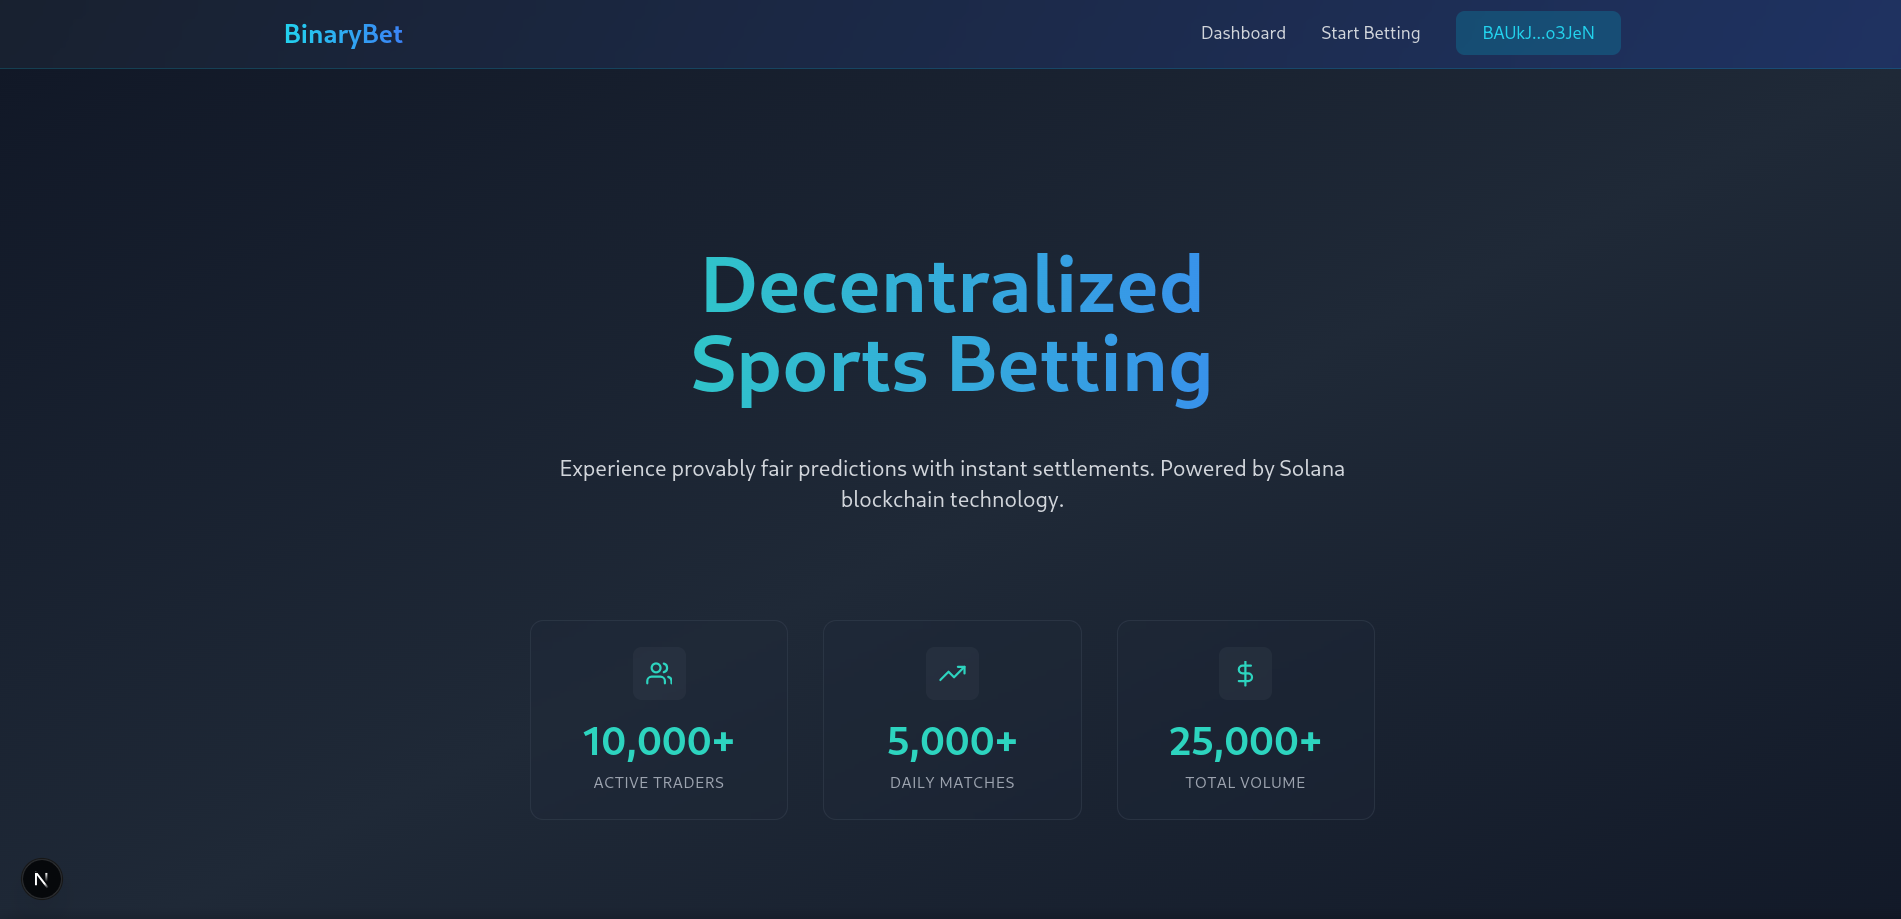 BinaryBet
Dashboard
Start Betting
BAUkJ...o3JeN
Decentralized
Sports Betting
Experience provably fair predictions with instant settlements. Powered by Solana
blockchain technology.
10,000+
ACTIVE TRADERS
5,000+
DAILY MATCHES
25,000+
TOTAL VOLUME
N